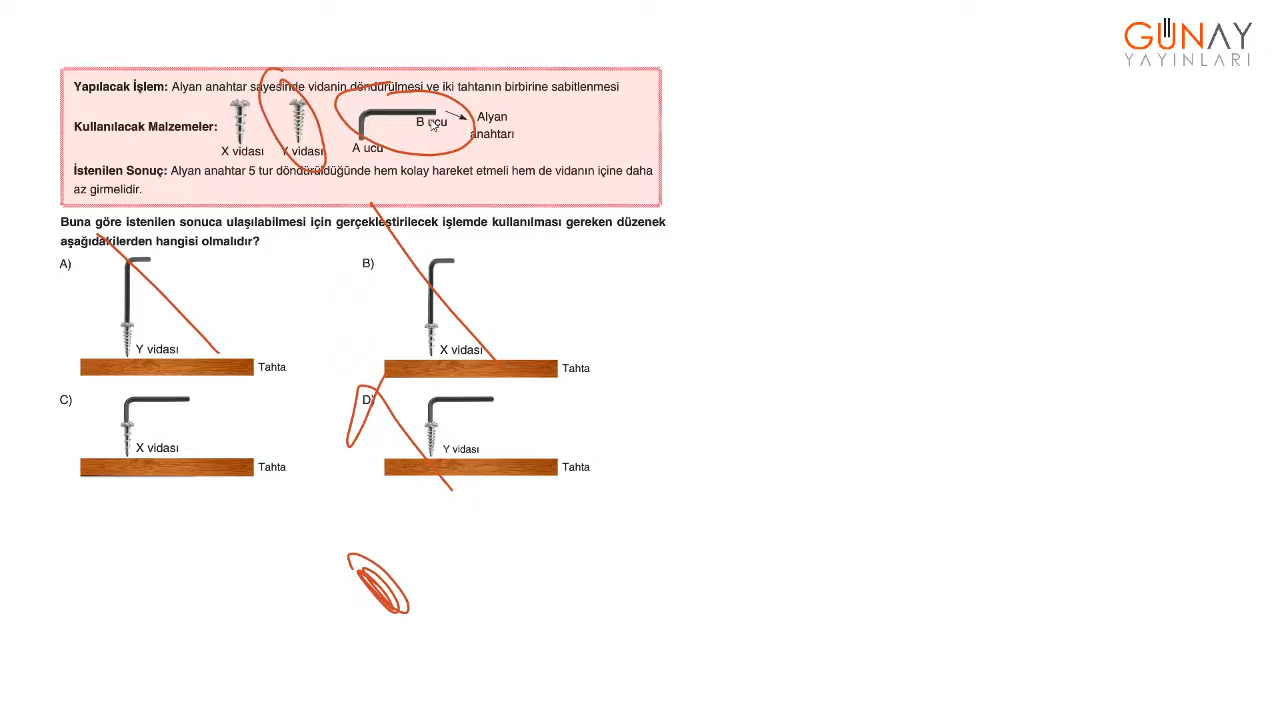 GÜNAY
YAYINLARI
Yapılacak İşlem: Alyan anahtar sayesinde vidanin döndürülmesi ve iki tahtanın birbirine sabitlenmesi
Kullanılacak Malzemeler:
X vidası
Y vidası
A ucu
B ucu
Alyan
anahtarı
İstenilen Sonuç: Alyan anahtar 5 tur döndürüldüğünde hem kolay hareket etmeli hem de vidanın içine daha
az girmelidir.
Buna göre istenilen sonuca ulaşılabilmesi için gerçekleştirilecek işlemde kullanılması gereken düzenek
aşağıdakilerden hangisi olmalıdır?
A)
Y vidası
Tahta
B)
X vidası
Tahta
C)
X vidası
Tahta
D)
Y vidası
Tahta